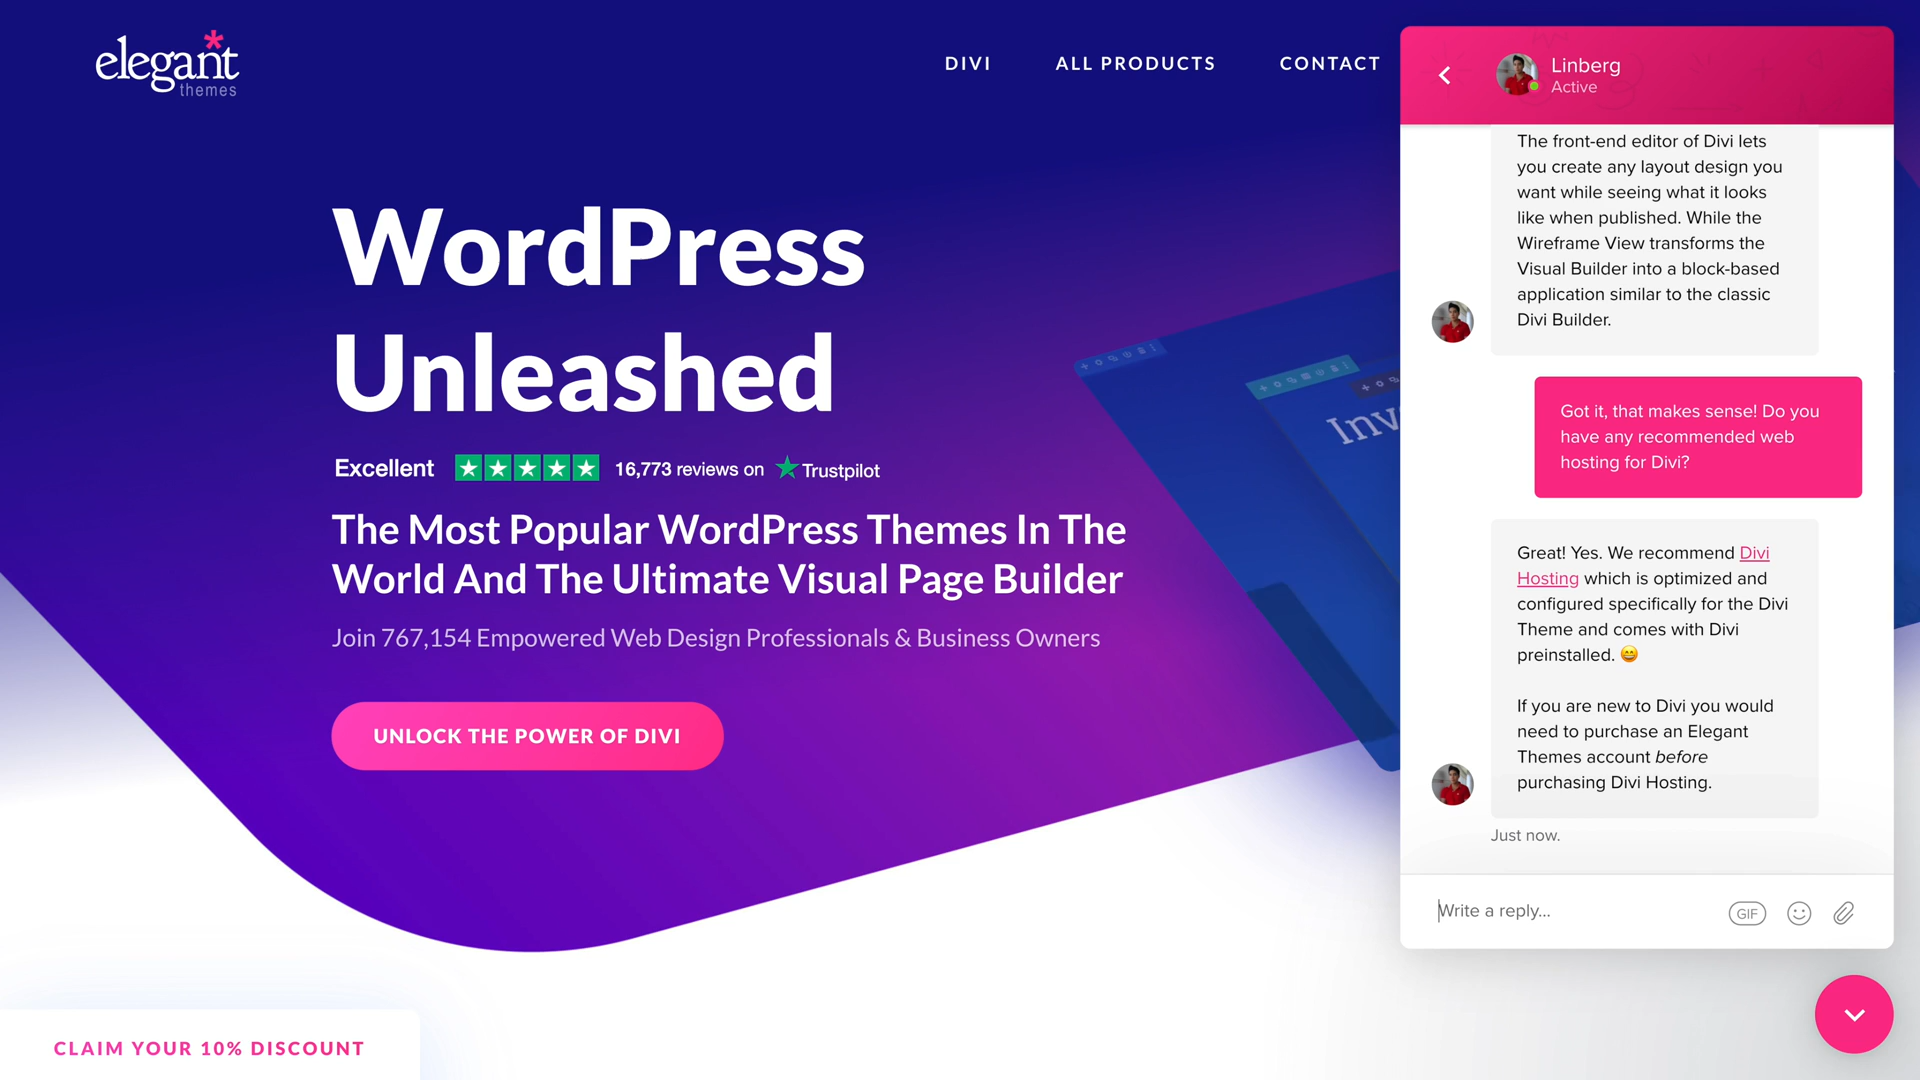 elegant
themes
DIVI
ALL PRODUCTS
CONTACT
WordPress
Unleashed
Excellent
16,773 reviews on Trustpilot
The Most Popular WordPress Themes In The
World And The Ultimate Visual Page Builder
Join 767,154 Empowered Web Design Professionals & Business Owners
UNLOCK THE POWER OF DIVI
CLAIM YOUR 10% DISCOUNT
Linberg
Active
The front-end editor of Divi lets
you create any layout design you
want while seeing what it looks
like when published. While the
Wireframe View transforms the
Visual Builder into a block-based
application similar to the classic
Divi Builder.
Got it, that makes sense! Do you
have any recommended web
hosting for Divi?
Great! Yes. We recommend Divi
Hosting which is optimized and
configured specifically for the Divi
Theme and comes with Divi
preinstalled. 😄
If you are new to Divi you would
need to purchase an Elegant
Themes account before
purchasing Divi Hosting.
Just now.
Write a reply...
GIF